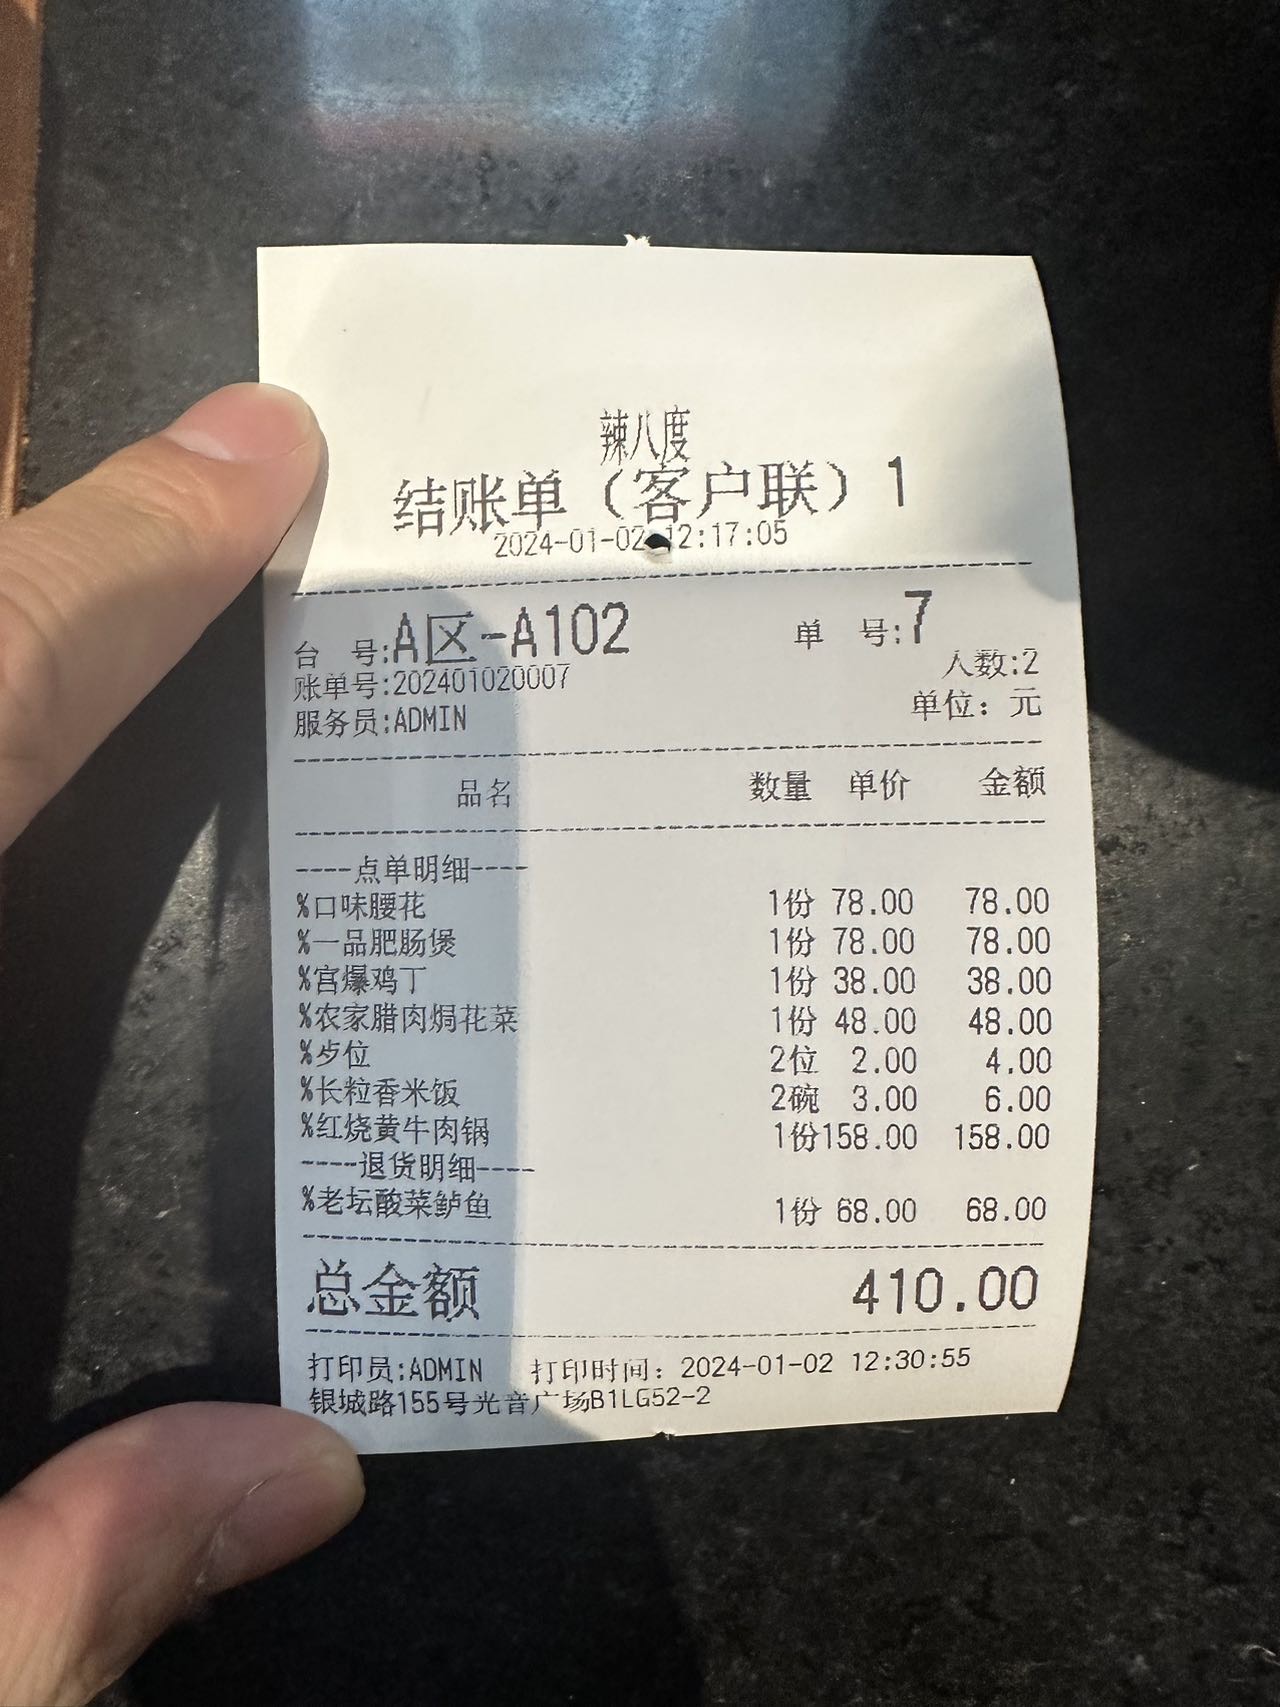 辣八度
结账单（客户联）1
2024-01-02 12:17:05
台 号:A区-A102 单 号:7
人数:2
账单号:202401020007
单位：元
服务员:ADMIN
品名 数量 单价 金额
----点单明细----
%口味腰花 1份 78.00 78.00
%一品肥肠煲 1份 78.00 78.00
%宫爆鸡丁 1份 38.00 38.00
%农家腊肉焗花菜 1份 48.00 48.00
%歺位 2位 2.00 4.00
%长粒香米饭 2碗 3.00 6.00
%红烧黄牛肉锅 1份158.00 158.00
----退货明细----
%老坛酸菜鲈鱼 1份 68.00 68.00
总金额 410.00
打印员:ADMIN 打印时间：2024-01-02 12:30:55
银城路155号光音广场B1LG52-2